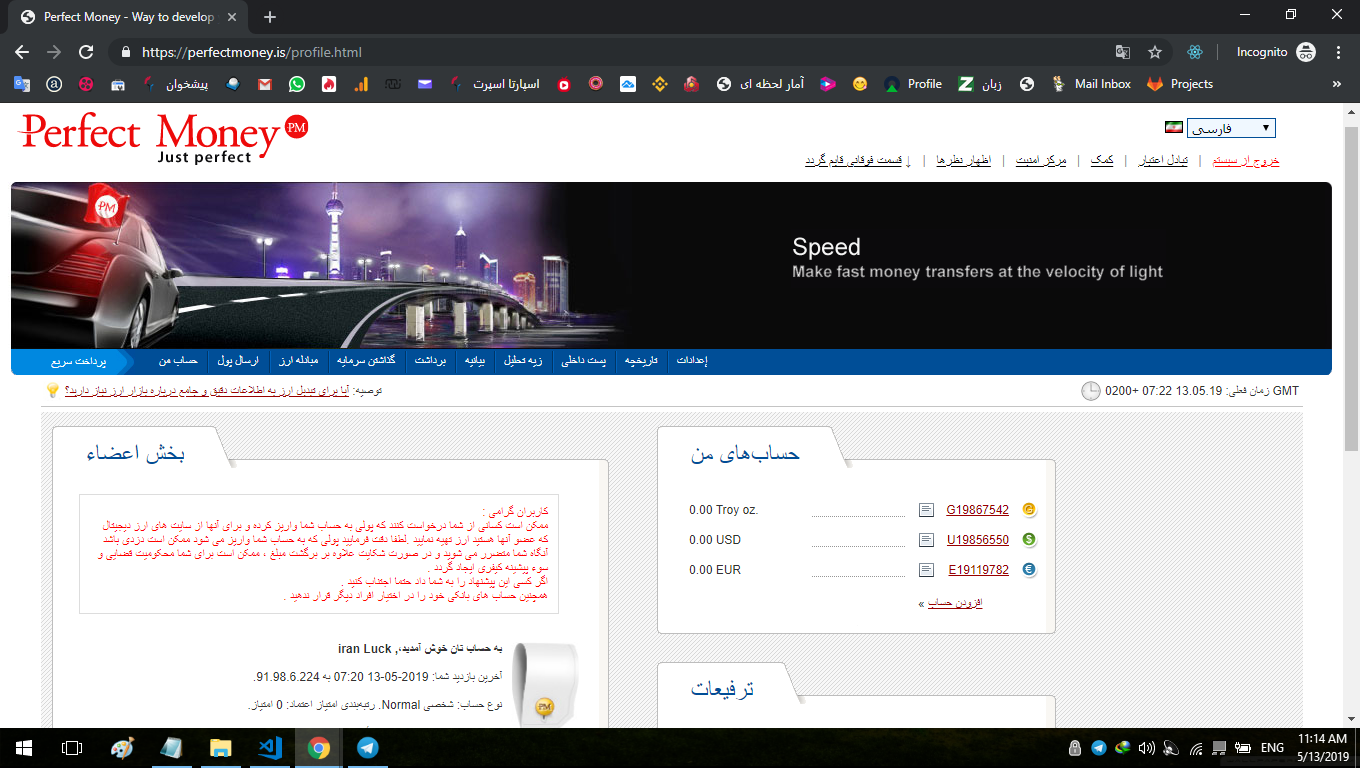 Perfect Money - Way to develop
https://perfectmoney.is/profile.html
Incognito
پیشخوان
اسپارتا اسپرت
آمار لحظه ای
Profile
زبان
Mail Inbox
Projects
»
Perfect Money PM
Just perfect
فارسی
خروج از سیستم | تبادل اعتبار | کمک | مرکز امنیت | اظهار نظرها | ↓ قسمت فوقانی قایم گردد
PM
Speed
Make fast money transfers at the velocity of light
پرداخت سریع
حساب من
ارسال پول
مبادله ارز
گذاشتن سرمایه
برداشت
بیانیه
زیه تحلیل
پست داخلی
تاریخچه
إعدادات
توصیه: آیا برای تبدیل ارز به اطلاعات دقیق و جامع درباره بازار ارز نیاز دارید؟
زمان فعلی: 13.05.19 07:22 +0200 GMT
بخش اعضاء
کاربران گرامی :
ممکن است کسانی از شما درخواست کنند که پولی به حساب شما واریز کرده و برای آنها از سایت های ارز دیجیتال
که عضو آنها هستید ارز تهیه نمایید .لطفا دقت فرمایید پولی که به حساب شما واریز می شود ممکن است دزدی باشد
آنگاه شما متضرر می شوید و در صورت شکایت علاوه بر برگشت مبلغ ، ممکن است برای شما محکومیت قضایی و
سوء پیشینه کیفری ایجاد گردد .
اگر کسی این پیشنهاد را به شما داد حتما اجتناب کنید .
همچنین حساب های بانکی خود را در اختیار افراد دیگر قرار ندهید .
به حساب تان خوش آمدید,, iran Luck
آخرین بازدید شما: 2019-05-13 07:20 به 91.98.6.224.
نوع حساب: شخصی Normal. رتبه‌بندی امتیاز اعتماد: 0 امتیاز.
PM
حساب‌های من
0.00 Troy oz. G19867542
0.00 USD U19856550
0.00 EUR E19119782
افزودن حساب »
ترفیعات
ENG
11:14 AM
5/13/2019